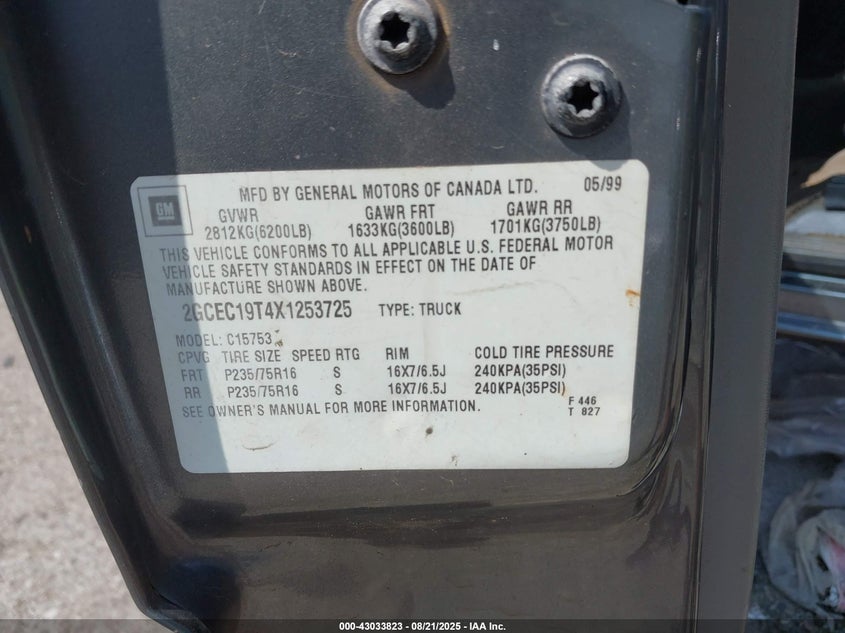 GM
MFD BY GENERAL MOTORS OF CANADA LTD. 05/99
GVWR GAWR FRT GAWR RR
2812KG(6200LB) 1633KG(3600LB) 1701KG(3750LB)
THIS VEHICLE CONFORMS TO ALL APPLICABLE U.S. FEDERAL MOTOR
VEHICLE SAFETY STANDARDS IN EFFECT ON THE DATE OF
MANUFACTURE SHOWN ABOVE.
2GCEC19T4X1253725 TYPE: TRUCK
MODEL: C15753
CPVG TIRE SIZE SPEED RTG RIM COLD TIRE PRESSURE
FRT P235/75R16 S 16X7/6.5J 240KPA(35PSI)
RR P235/75R16 S 16X7/6.5J 240KPA(35PSI)
SEE OWNER'S MANUAL FOR MORE INFORMATION. F 446
T 827
000-43033823 - 08/21/2025 - IAA Inc.